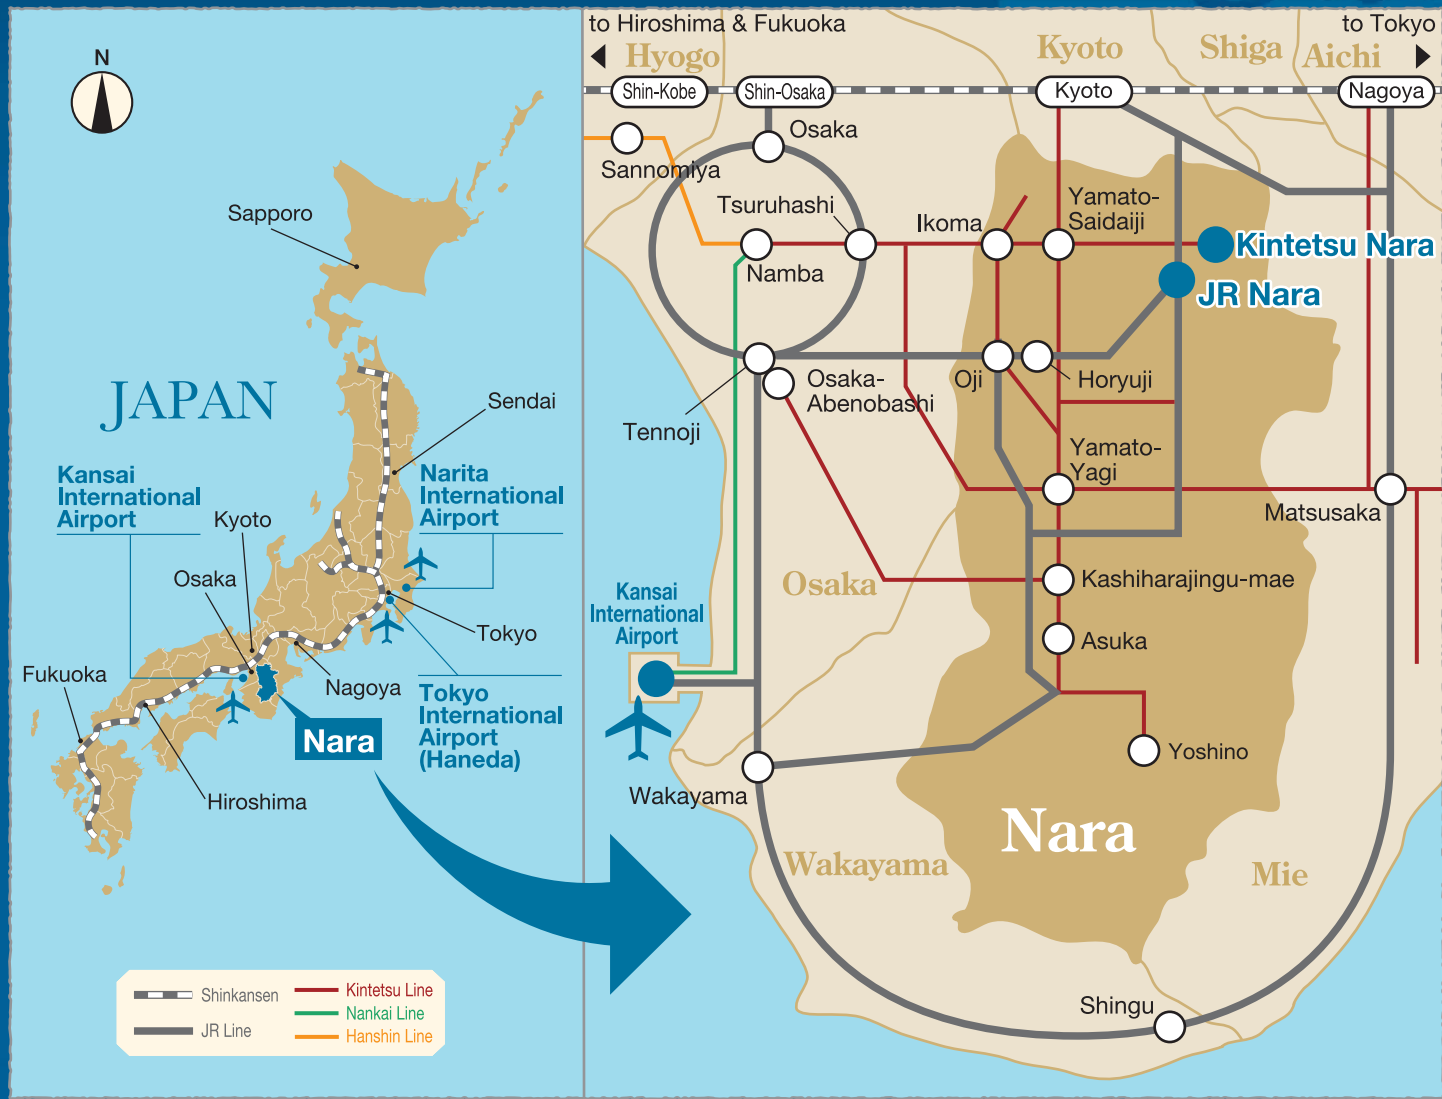 N
Sapporo
JAPAN
Sendai
Kansai
International
Airport
Narita
International
Airport
Kyoto
Osaka
Tokyo
Fukuoka
Nagoya
Tokyo
International
Airport
(Haneda)
Nara
Hiroshima
Shinkansen
JR Line
Kintetsu Line
Nankai Line
Hanshin Line
to Hiroshima & Fukuoka
to Tokyo
Hyogo
Kyoto
Shiga
Aichi
Shin-Kobe
Shin-Osaka
Kyoto
Nagoya
Osaka
Sannomiya
Tsuruhashi
Ikoma
Yamato-
Saidaiji
Kintetsu Nara
Namba
JR Nara
Osaka-
Abenobashi
Oji
Horyuji
Tennoji
Yamato-
Yagi
Matsusaka
Osaka
Kashiharajingu-mae
Kansai
International
Airport
Asuka
Yoshino
Wakayama
Nara
Wakayama
Mie
Shingu